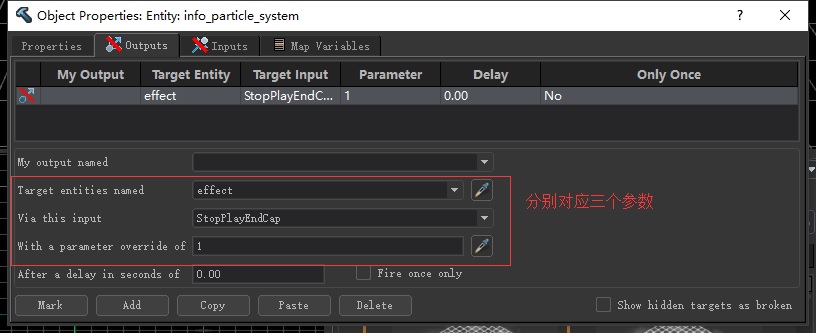 Object Properties: Entity: info_particle_system ? ×
Properties Outputs Inputs Map Variables
My Output Target Entity Target Input Parameter Delay Only Once
effect StopPlayEndC... 1 0.00 No
My output named
Target entities named effect
分别对应三个参数
Via this input StopPlayEndCap
With a parameter override of 1
After a delay in seconds of 0.00 Fire once only
Mark Add Copy Paste Delete Show hidden targets as broken